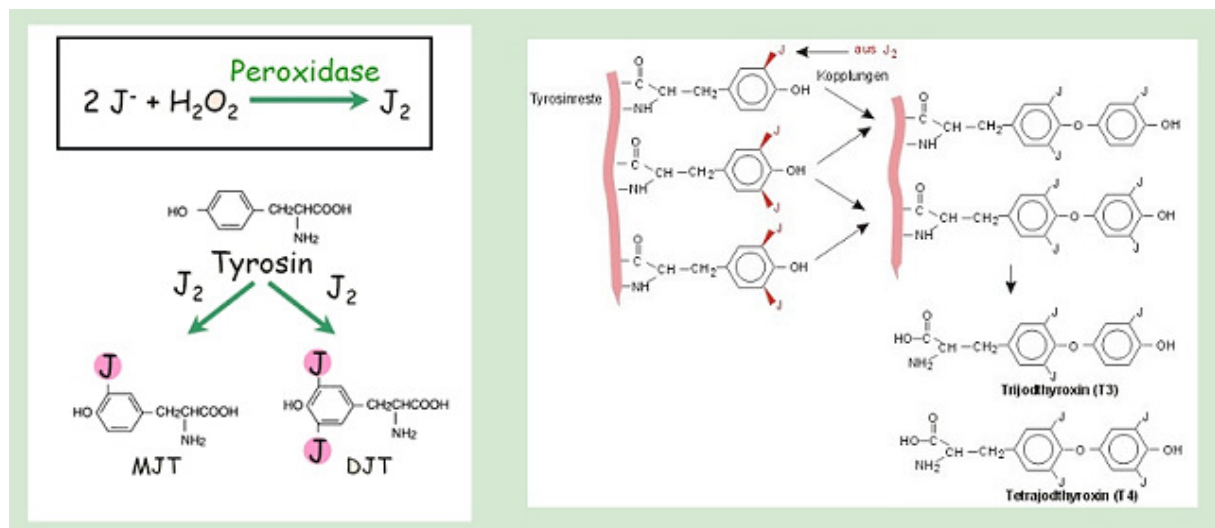 Peroxidase
2 J⁻ + H₂O₂ → J₂
HO CH₂CHCOOH
NH₂
Tyrosin
J₂ J₂
J J
HO CH₂CHCOOH HO CH₂CHCOOH
NH₂ J NH₂
MJT DJT
J ← aus J₂
Tyrosinreste
O C CH CH₂ OH
NH
Kopplungen
J
O C CH CH₂ OH
NH J
J
O C CH CH₂ OH
NH J
J J
O C CH CH₂ O OH
NH J
J J
O C CH CH₂ O OH
NH J J
J J
O HO C CH CH₂ O OH
NH₂ J
Trijodthyroxin (T3)
J J
O HO C CH CH₂ O OH
NH₂ J J
Tetrajodthyroxin (T4)